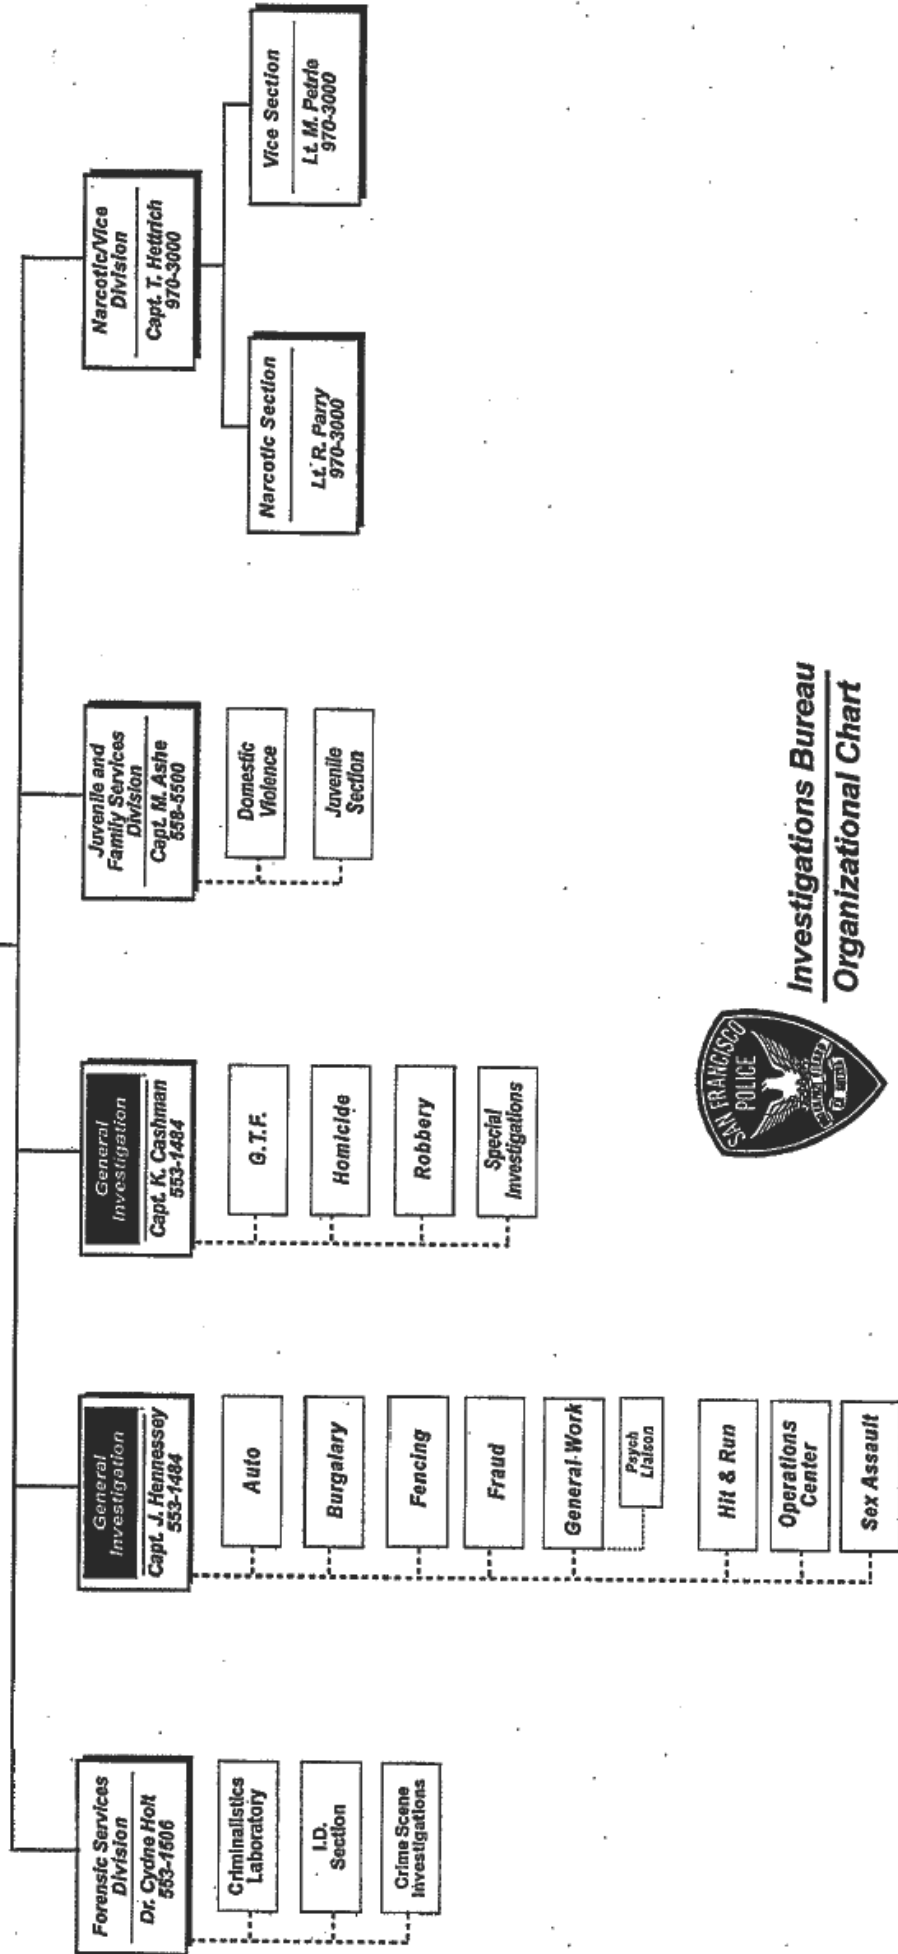 Forensic Services
Division
Dr. Cydne Holt
553-1506
Criminalistics
Laboratory
I.D.
Section
Crime Scene
Investigations
General
Investigation
Capt. J. Hennessey
553-1484
Auto
Burgalary
Fencing
Fraud
General Work
Psych
Liaison
Hit & Run
Operations
Center
Sex Assault
General
Investigation
Capt. K. Cashman
553-1484
G.T.F.
Homicide
Robbery
Special
Investigations
Juvenile and
Family Services
Division
Capt. M. Ashe
558-5500
Domestic
Violence
Juvenile
Section
Narcotic/Vice
Division
Capt. T. Hettrich
970-3000
Narcotic Section
Lt. R. Parry
970-3000
Vice Section
Lt. M. Petrie
970-3000
SAN FRANCISCO
POLICE
Investigations Bureau
Organizational Chart